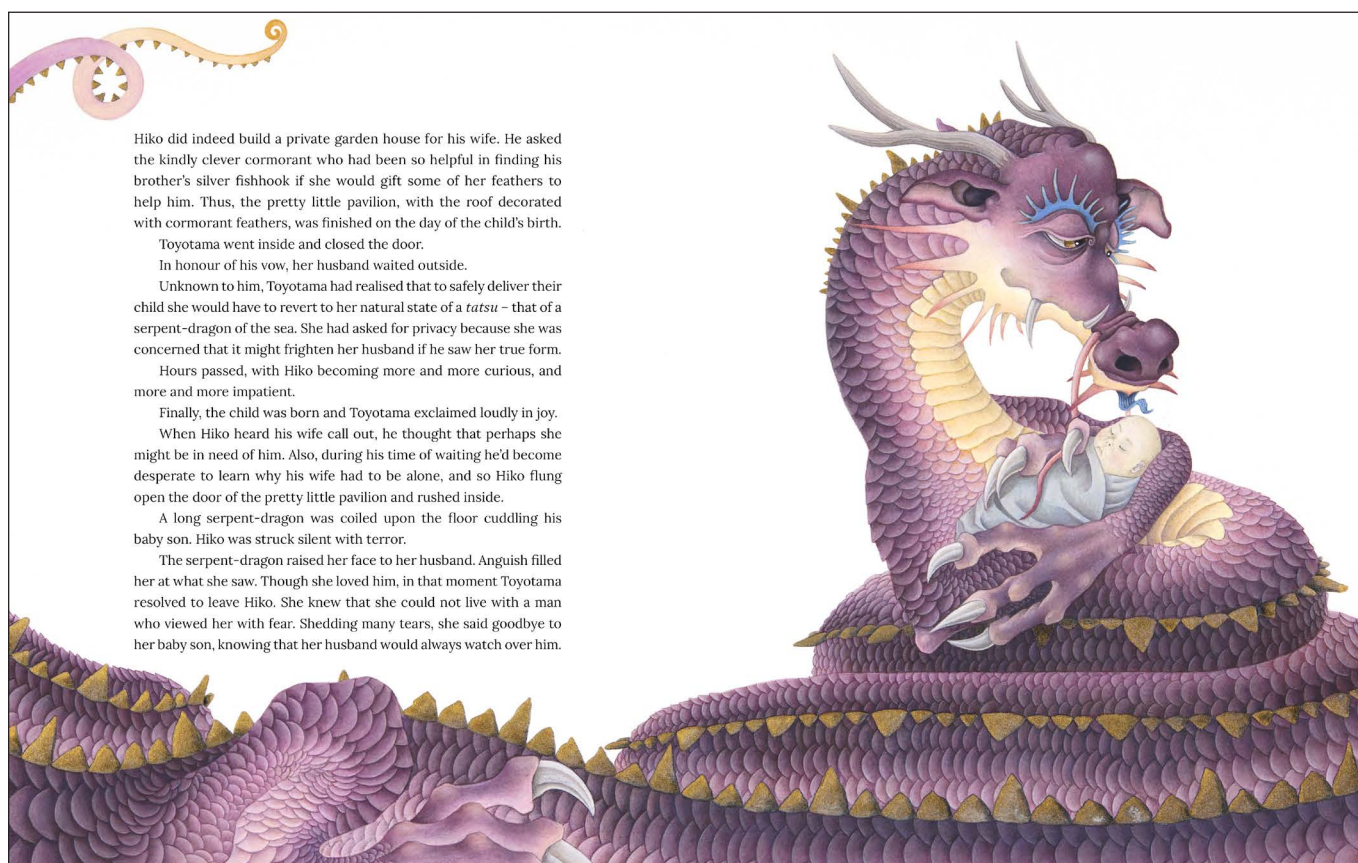 Hiko did indeed build a private garden house for his wife. He asked
the kindly clever cormorant who had been so helpful in finding his
brother’s silver fishhook if she would gift some of her feathers to
help him. Thus, the pretty little pavilion, with the roof decorated
with cormorant feathers, was finished on the day of the child’s birth.
Toyotama went inside and closed the door.
In honour of his vow, her husband waited outside.
Unknown to him, Toyotama had realised that to safely deliver their
child she would have to revert to her natural state of a tatsu – that of a
serpent-dragon of the sea. She had asked for privacy because she was
concerned that it might frighten her husband if he saw her true form.
Hours passed, with Hiko becoming more and more curious, and
more and more impatient.
Finally, the child was born and Toyotama exclaimed loudly in joy.
When Hiko heard his wife call out, he thought that perhaps she
might be in need of him. Also, during his time of waiting he’d become
desperate to learn why his wife had to be alone, and so Hiko flung
open the door of the pretty little pavilion and rushed inside.
A long serpent-dragon was coiled upon the floor cuddling his
baby son. Hiko was struck silent with terror.
The serpent-dragon raised her face to her husband. Anguish filled
her at what she saw. Though she loved him, in that moment Toyotama
resolved to leave Hiko. She knew that she could not live with a man
who viewed her with fear. Shedding many tears, she said goodbye to
her baby son, knowing that her husband would always watch over him.